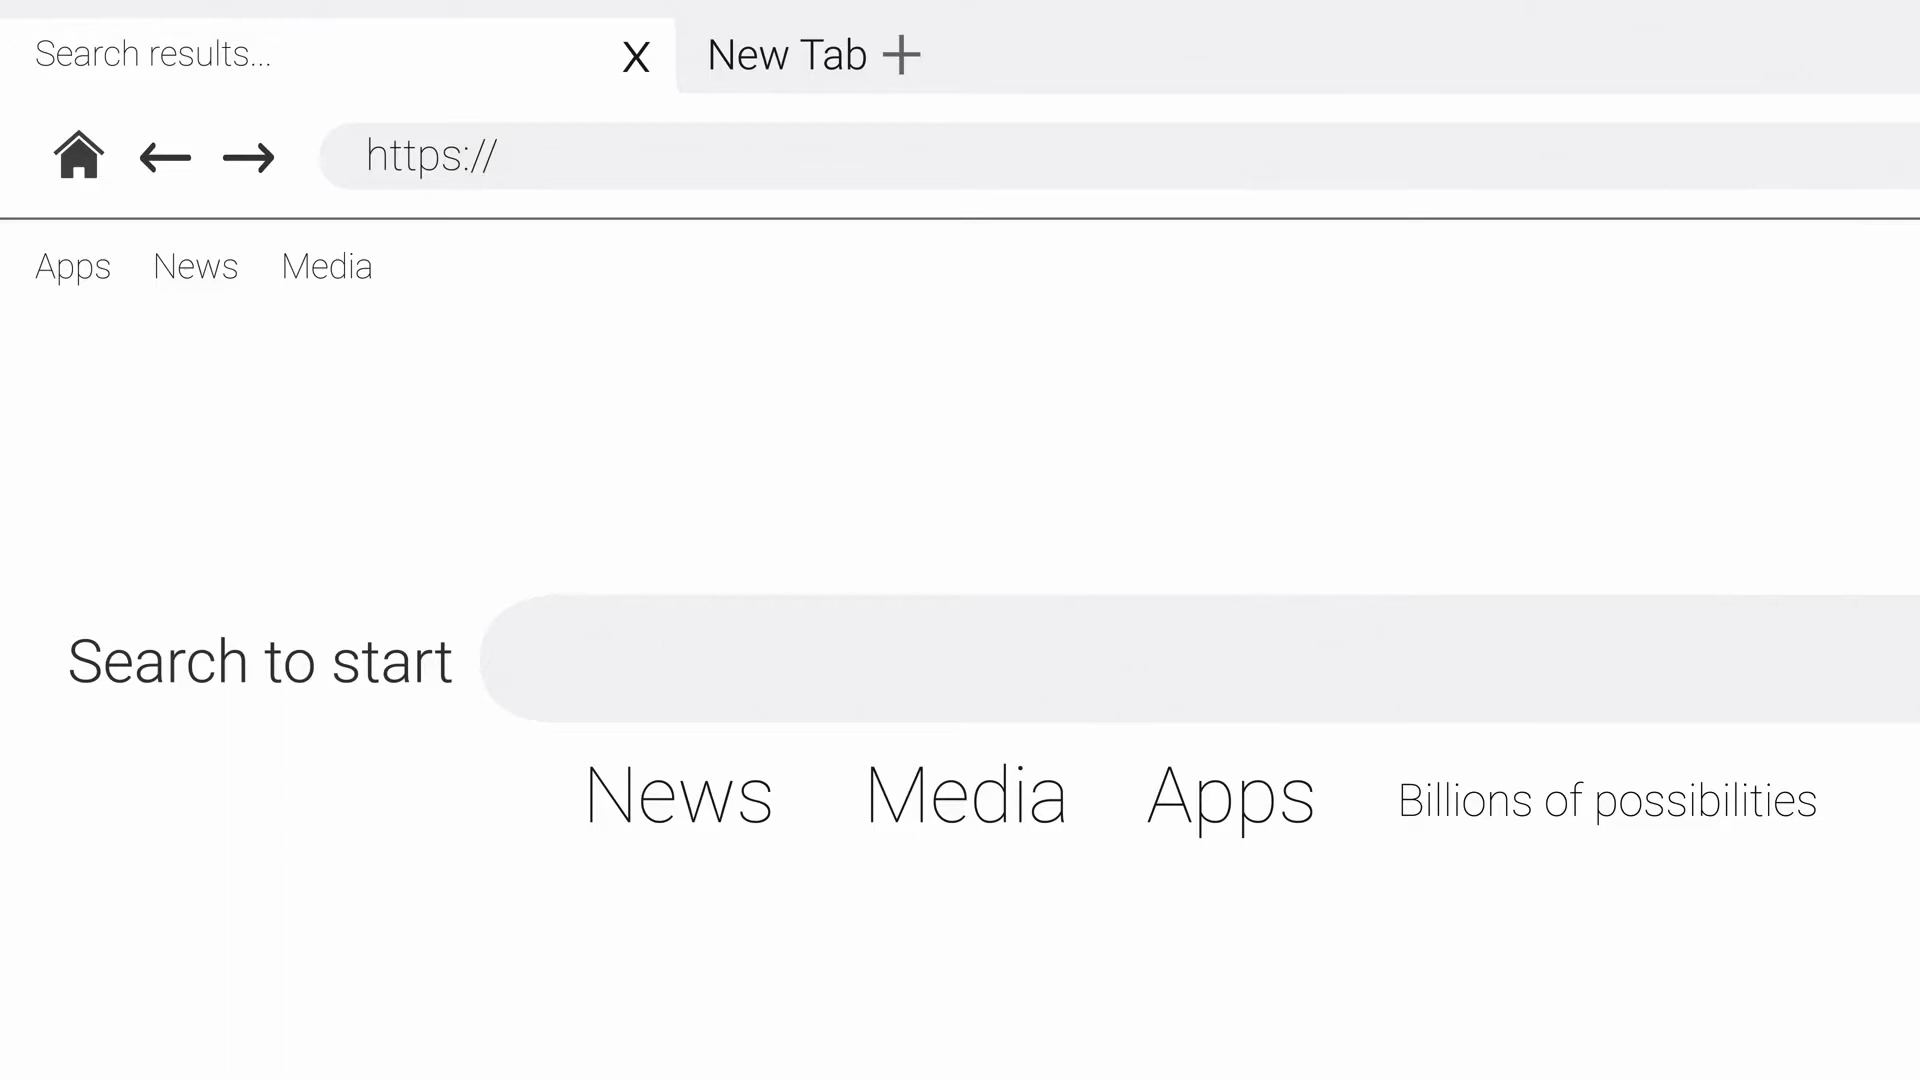 Search results... X New Tab +
https://
Apps News Media
Search to start
News Media Apps Billions of possibilities